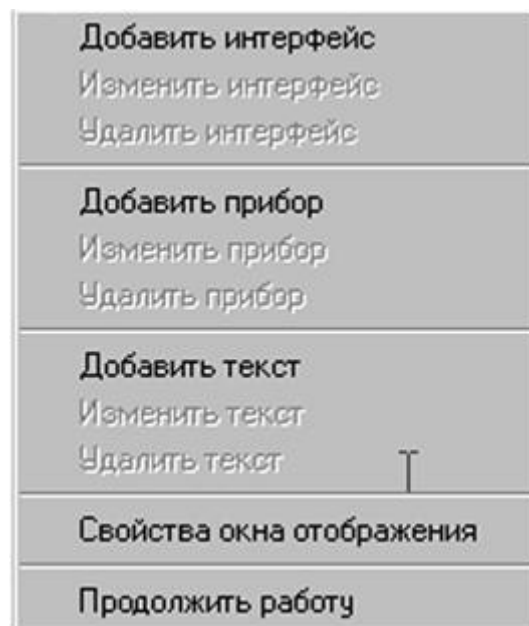 Добавить интерфейс
Изменить интерфейс
Удалить интерфейс
Добавить прибор
Изменить прибор
Удалить прибор
Добавить текст
Изменить текст
Удалить текст
Свойства окна отображения
Продолжить работу